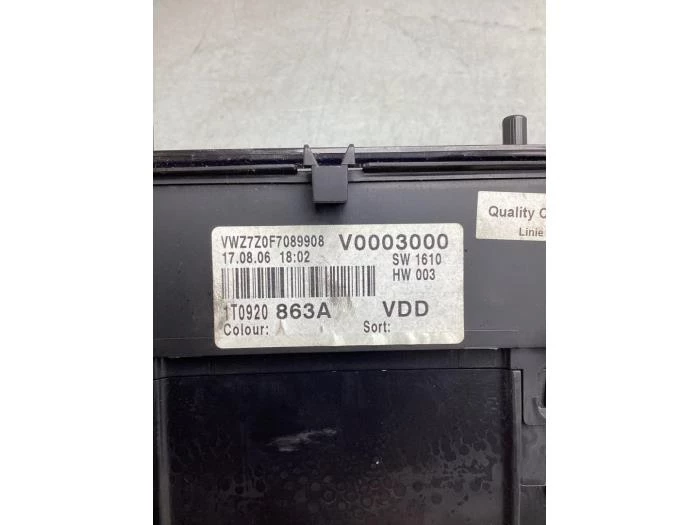 VWZ7Z0F7089908 V0003000
17.08.06 18:02 SW 1610
HW 003
1T0920 863A VDD
Colour: Sort:
Quality
Linie